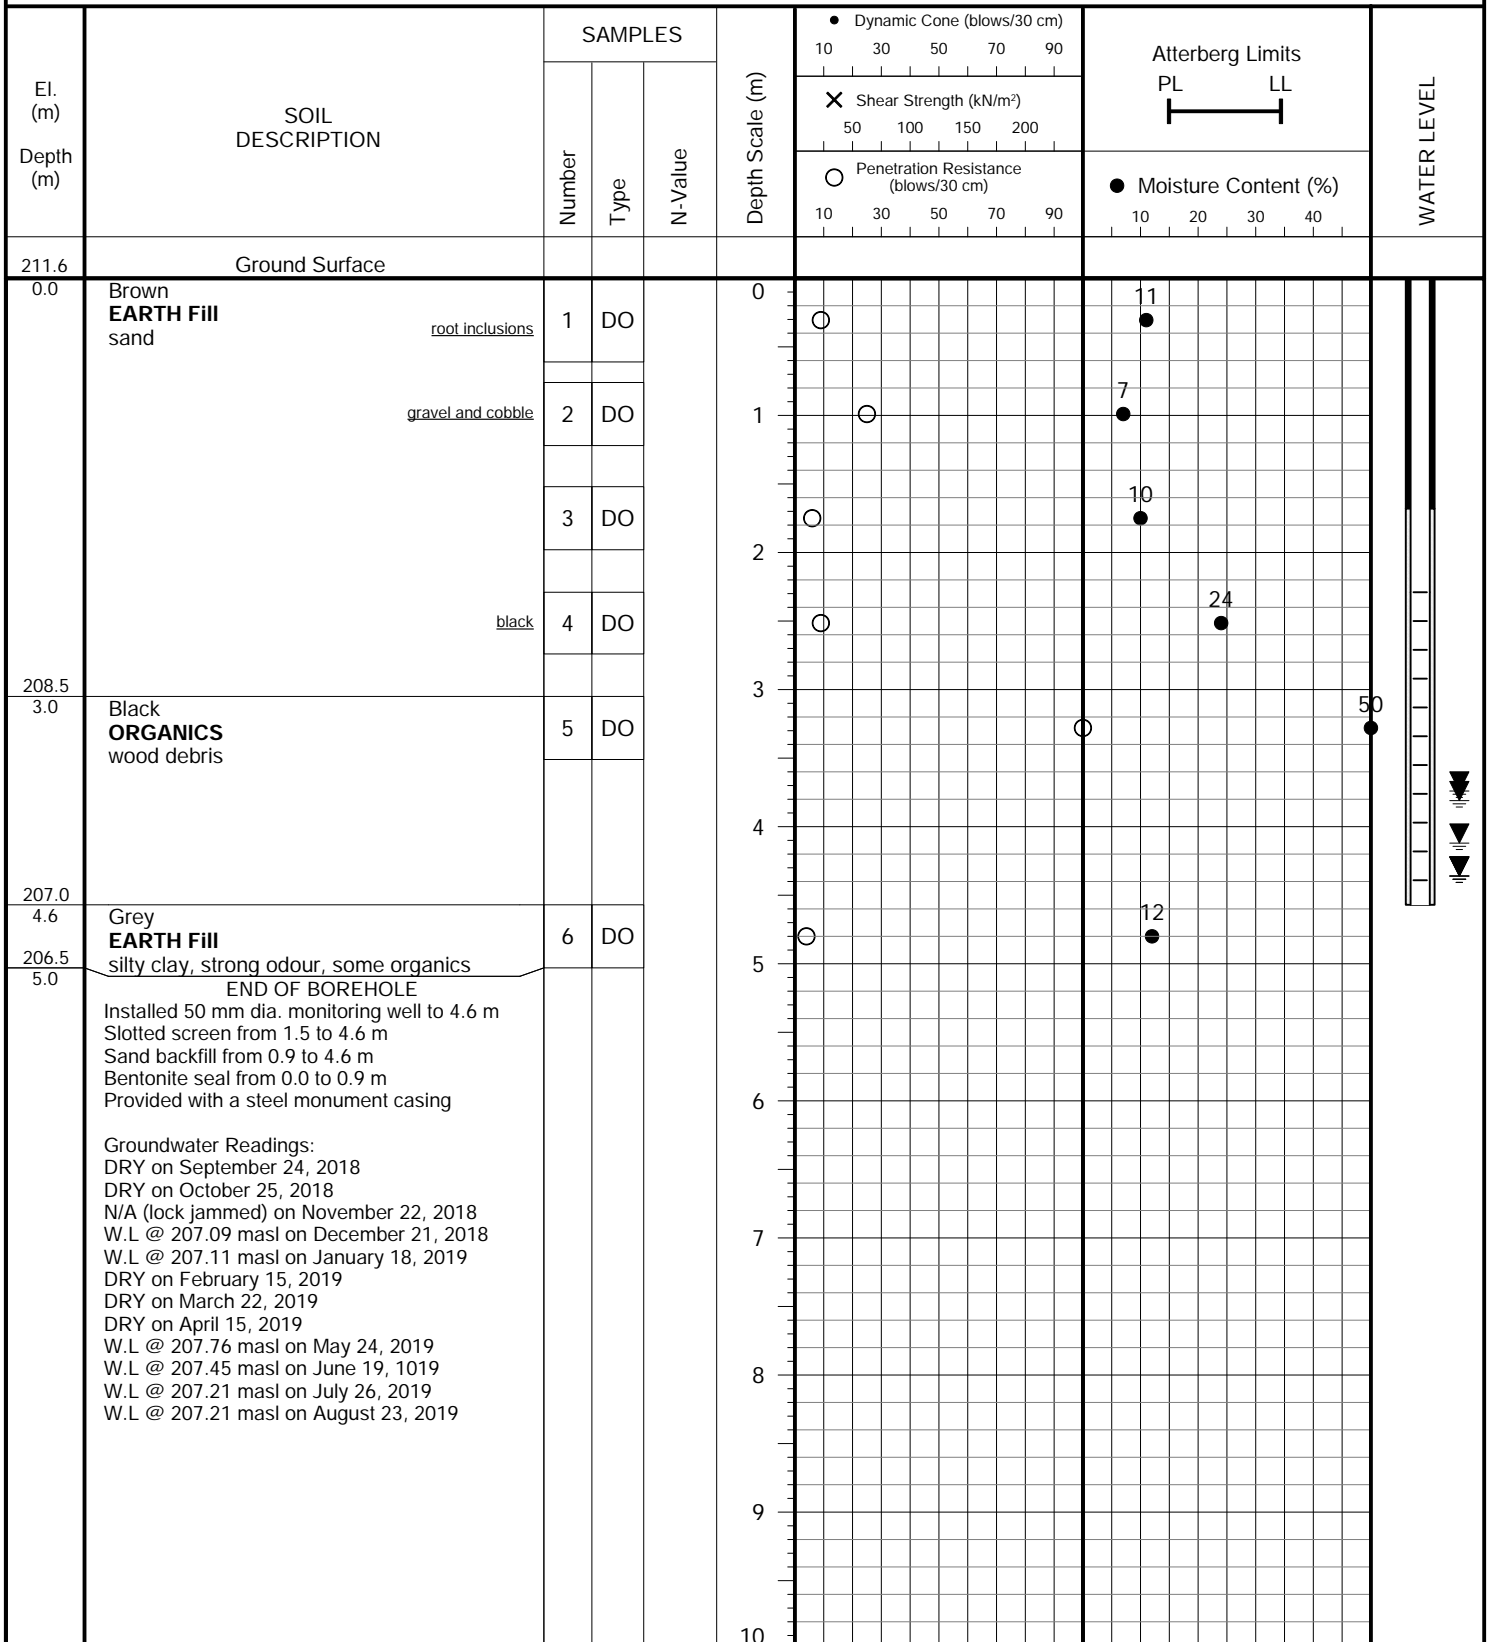 El.
(m)
Depth
(m)
SOIL
DESCRIPTION
SAMPLES
Number
Type
N-Value
Depth Scale (m)
Dynamic Cone (blows/30 cm)
10 30 50 70 90
Shear Strength (kN/m²)
50 100 150 200
Penetration Resistance
(blows/30 cm)
10 30 50 70 90
Atterberg Limits
PL LL
Moisture Content (%)
10 20 30 40
WATER LEVEL
211.6 Ground Surface
0.0 Brown
EARTH Fill
sand
root inclusions 1 DO
0
11
gravel and cobble 2 DO
7
1
3 DO
10
2
black 4 DO
24
208.5
3
3.0 Black
ORGANICS
wood debris
5 DO
50
4
207.0
4.6 Grey
EARTH Fill
silty clay, strong odour, some organics
6 DO
12
206.5
5.0
5
END OF BOREHOLE
Installed 50 mm dia. monitoring well to 4.6 m
Slotted screen from 1.5 to 4.6 m
Sand backfill from 0.9 to 4.6 m
Bentonite seal from 0.0 to 0.9 m
Provided with a steel monument casing
6
Groundwater Readings:
DRY on September 24, 2018
DRY on October 25, 2018
N/A (lock jammed) on November 22, 2018
W.L @ 207.09 masl on December 21, 2018
7
W.L @ 207.11 masl on January 18, 2019
DRY on February 15, 2019
DRY on March 22, 2019
DRY on April 15, 2019
W.L @ 207.76 masl on May 24, 2019
W.L @ 207.45 masl on June 19, 1019
8
W.L @ 207.21 masl on July 26, 2019
W.L @ 207.21 masl on August 23, 2019
9
10